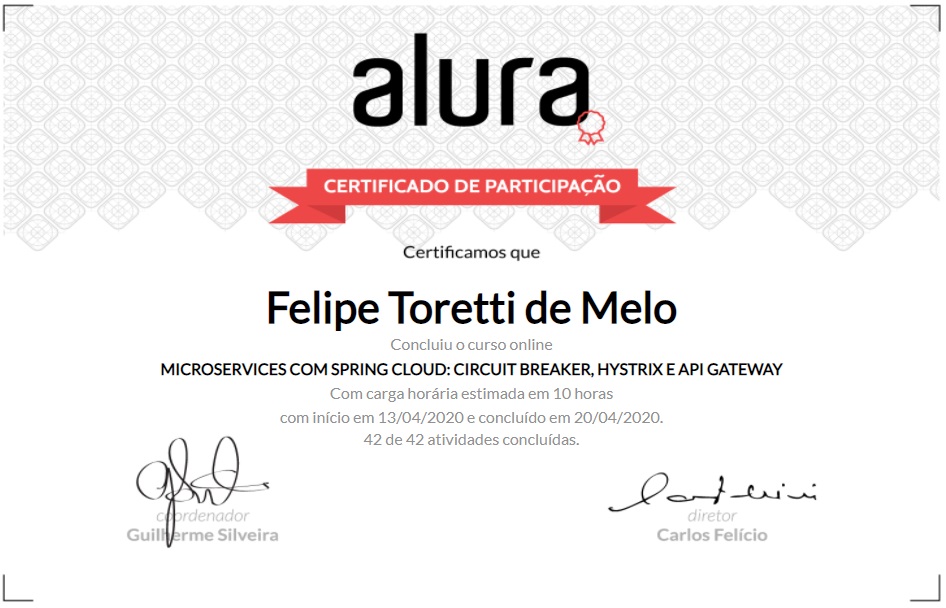 alura
CERTIFICADO DE PARTICIPAÇÃO
Certificamos que
Felipe Toretti de Melo
Concluiu o curso online
MICROSERVICES COM SPRING CLOUD: CIRCUIT BREAKER, HYSTRIX E API GATEWAY
Com carga horária estimada em 10 horas
com início em 13/04/2020 e concluído em 20/04/2020.
42 de 42 atividades concluídas.
coordenador
Guilherme Silveira
diretor
Carlos Felício